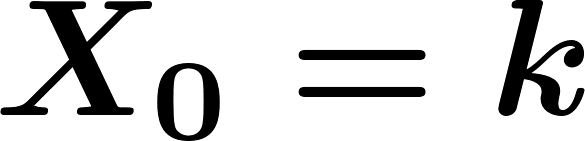 X₀ = k